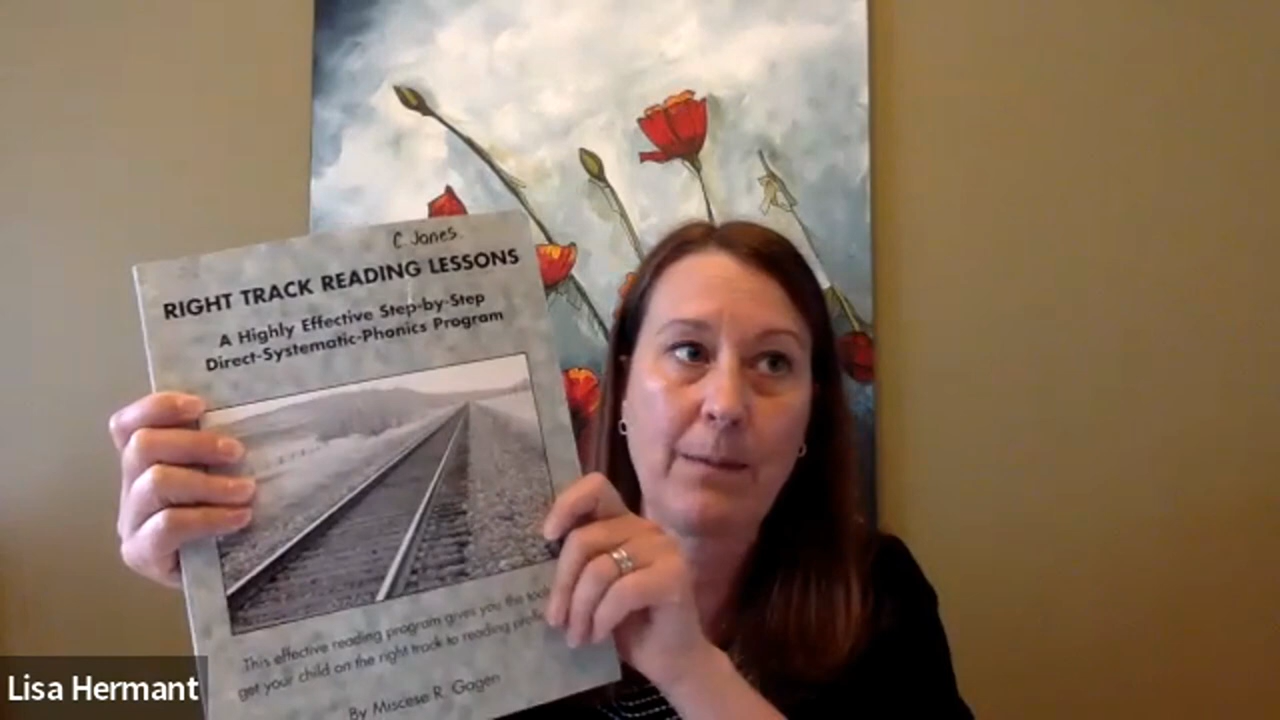 C Jones
RIGHT TRACK READING LESSONS
A Highly Effective Step-by-Step
Direct-Systematic-Phonics Program
This effective reading program gives you the
get your child on the right track to reading
By Miscese R. Gagen
Lisa Hermant